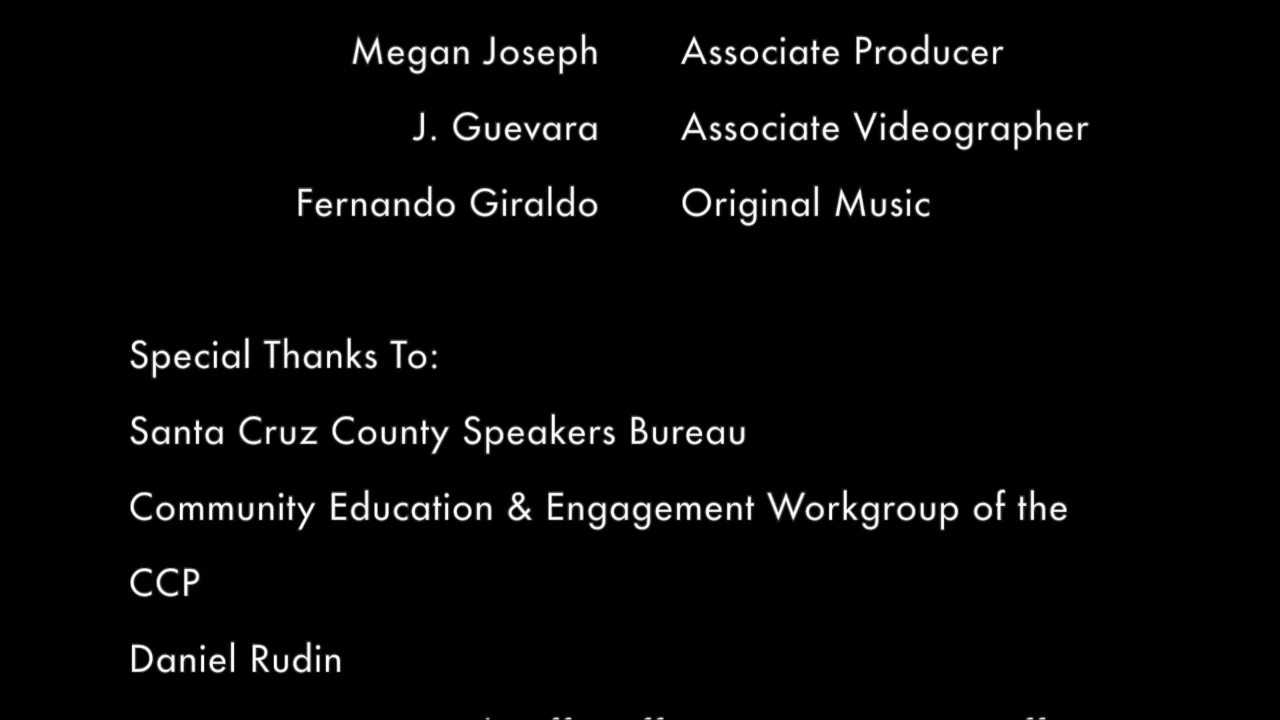 Megan Joseph Associate Producer
J. Guevara Associate Videographer
Fernando Giraldo Original Music
Special Thanks To:
Santa Cruz County Speakers Bureau
Community Education & Engagement Workgroup of the
CCP
Daniel Rudin